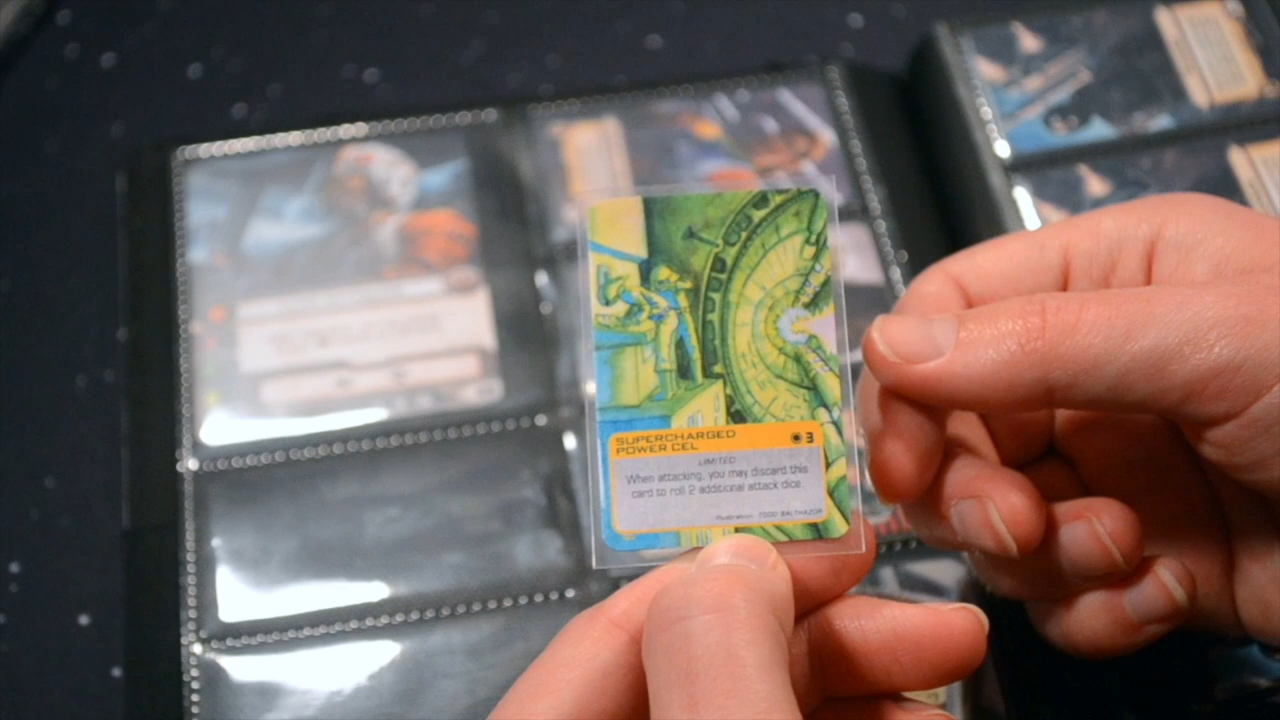 SUPERCHARGED
POWER CEL
3
LIMITED
When attacking, you may discard this
card to roll 2 additional attack dice.
Illustration: TODD BALTHAZOR